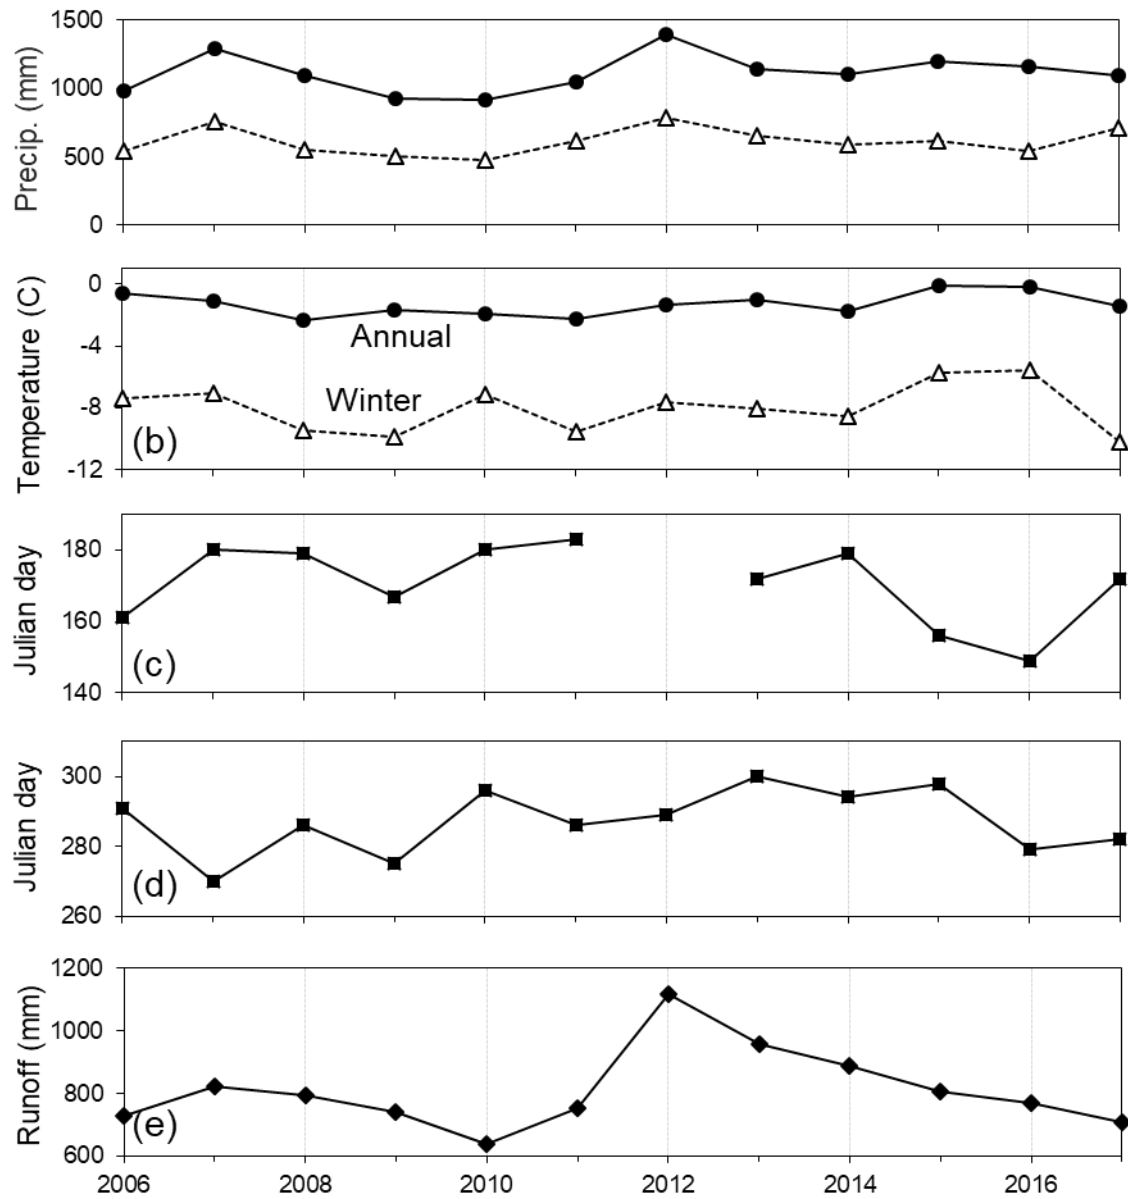 1500
1000
500
0
Precip. (mm)
0
-4
-8
-12
Temperature (C)
Annual
Winter
(b)
180
160
140
Julian day
(c)
300
280
260
Julian day
(d)
1200
1000
800
600
Runoff (mm)
(e)
2006 2008 2010 2012 2014 2016